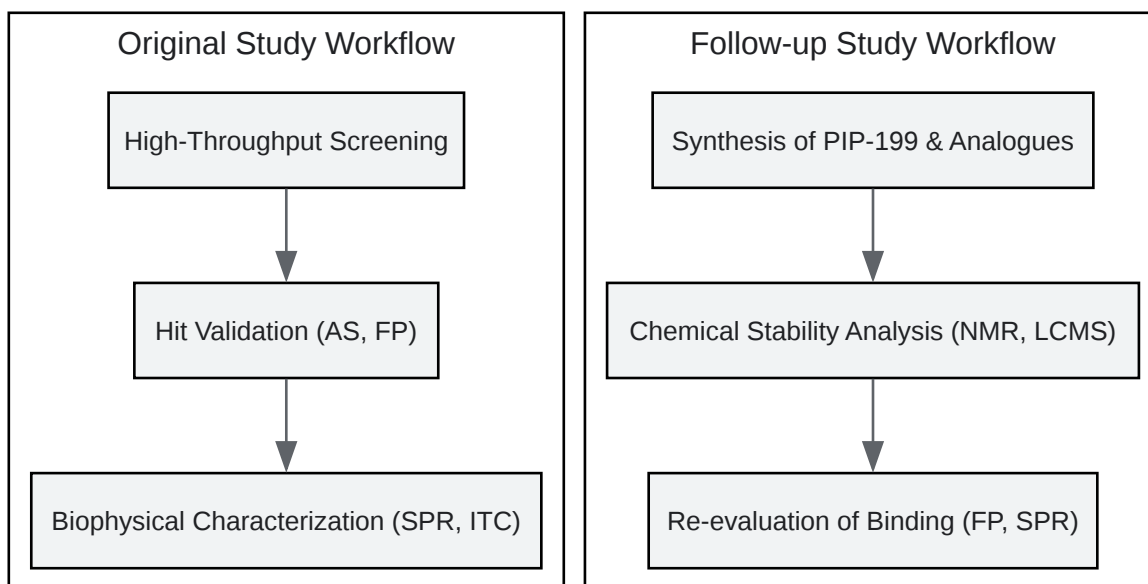 Original Study Workflow
High-Throughput Screening
Hit Validation (AS, FP)
Biophysical Characterization (SPR, ITC)
Follow-up Study Workflow
Synthesis of PIP-199 & Analogues
Chemical Stability Analysis (NMR, LCMS)
Re-evaluation of Binding (FP, SPR)